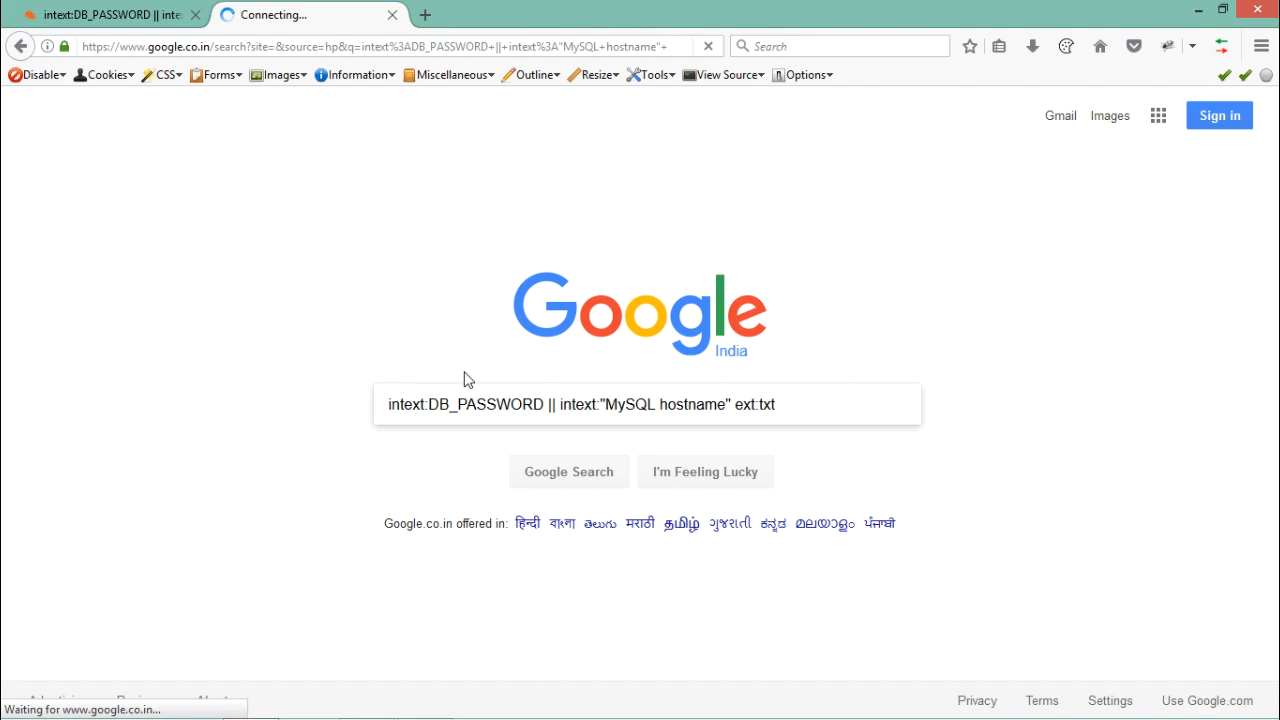 intext:DB_PASSWORD || inte
Connecting...
https://www.google.co.in/search?site=&source=hp&q=intext%3ADB_PASSWORD+||+intext%3A"MySQL+hostname"+
Search
Disable Cookies CSS Forms Images Information Miscellaneous Outline Resize Tools View Source Options
Gmail Images Sign in
Google
India
intext:DB_PASSWORD || intext:"MySQL hostname" ext:txt
Google Search I'm Feeling Lucky
Google.co.in offered in: हिन्दी বাংলা తెలుగు मराठी தமிழ் ગુજરાતી ಕನ್ನಡ മലയാളം ਪੰਜਾਬੀ
Privacy Terms Settings Use Google.com
Waiting for www.google.co.in...